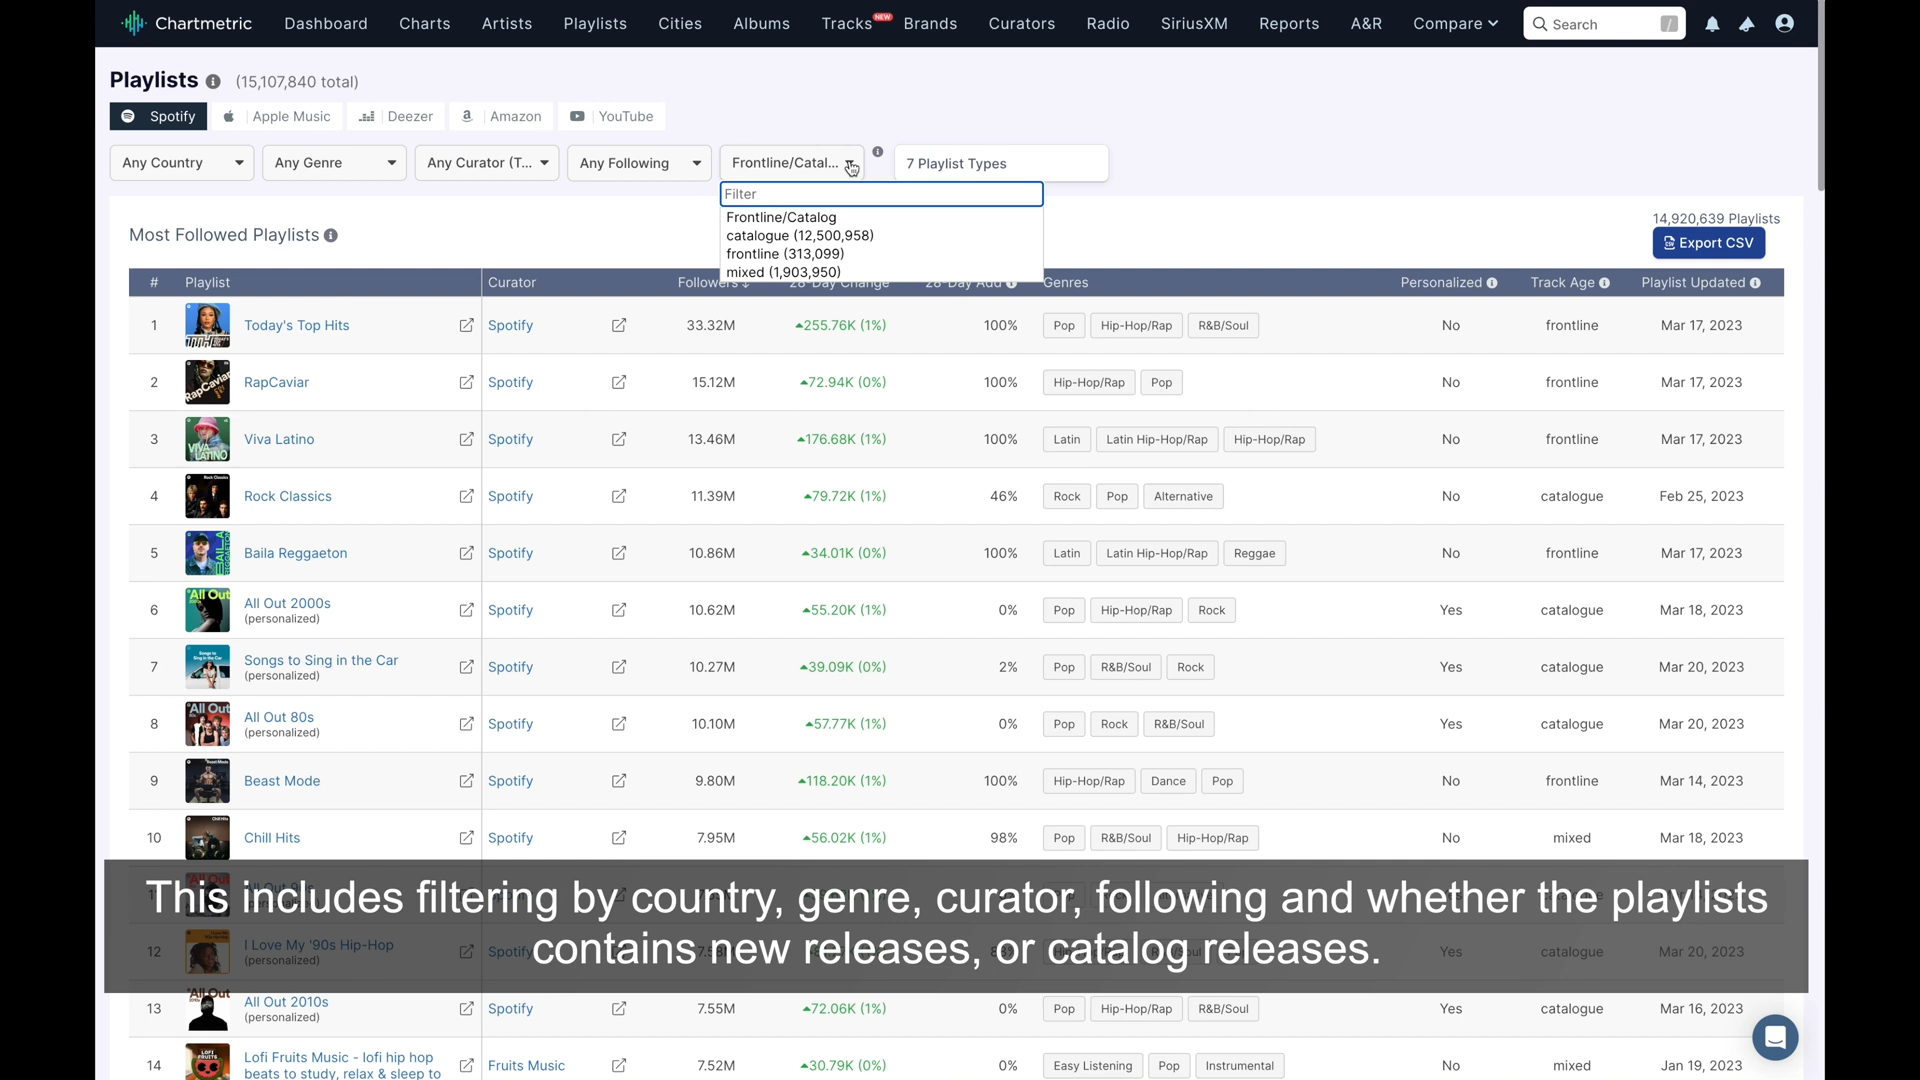 Chartmetric Dashboard Charts Artists Playlists Cities Albums Tracks NEW Brands Curators Radio SiriusXM Reports A&R Compare Search /
Playlists (15,107,840 total)
Spotify Apple Music Deezer Amazon YouTube
Any Country Any Genre Any Curator (T... Any Following Frontline/Catal... 7 Playlist Types
Filter
Frontline/Catalog
catalogue (12,500,958)
frontline (313,099)
mixed (1,903,950)
14,920,639 Playlists
Most Followed Playlists Export CSV
# Playlist Curator Followers 28-Day Change 28-Day Add Genres Personalized Track Age Playlist Updated
1 Today's Top Hits Spotify 33.32M 255.76K (1%) 100% Pop Hip-Hop/Rap R&B/Soul No frontline Mar 17, 2023
2 RapCaviar Spotify 15.12M 72.94K (0%) 100% Hip-Hop/Rap Pop No frontline Mar 17, 2023
3 Viva Latino Spotify 13.46M 176.68K (1%) 100% Latin Latin Hip-Hop/Rap Hip-Hop/Rap No frontline Mar 17, 2023
4 Rock Classics Spotify 11.39M 79.72K (1%) 46% Rock Pop Alternative No catalogue Feb 25, 2023
5 Baila Reggaeton Spotify 10.86M 34.01K (0%) 100% Latin Latin Hip-Hop/Rap Reggae No frontline Mar 17, 2023
6 All Out 2000s Spotify 10.62M 55.20K (1%) 0% Pop Hip-Hop/Rap Rock Yes catalogue Mar 18, 2023
(personalized)
7 Songs to Sing in the Car Spotify 10.27M 39.09K (0%) 2% Pop R&B/Soul Rock Yes catalogue Mar 20, 2023
(personalized)
8 All Out 80s Spotify 10.10M 57.77K (1%) 0% Pop Rock R&B/Soul Yes catalogue Mar 20, 2023
(personalized)
9 Beast Mode Spotify 9.80M 118.20K (1%) 100% Hip-Hop/Rap Dance Pop No frontline Mar 14, 2023
10 Chill Hits Spotify 7.95M 56.02K (1%) 98% Pop R&B/Soul Hip-Hop/Rap No mixed Mar 18, 2023
This includes filtering by country, genre, curator, following and whether the playlists
contains new releases, or catalog releases.
12 I Love My '90s Hip-Hop Spotify Yes catalogue Mar 20, 2023
(personalized)
13 All Out 2010s Spotify 7.55M 72.06K (1%) 0% Pop Hip-Hop/Rap R&B/Soul Yes catalogue Mar 16, 2023
(personalized)
14 Lofi Fruits Music - lofi hip hop Fruits Music 7.52M 30.79K (0%) 0% Easy Listening Pop Instrumental No mixed Jan 19, 2023
beats to study, relax & sleep to